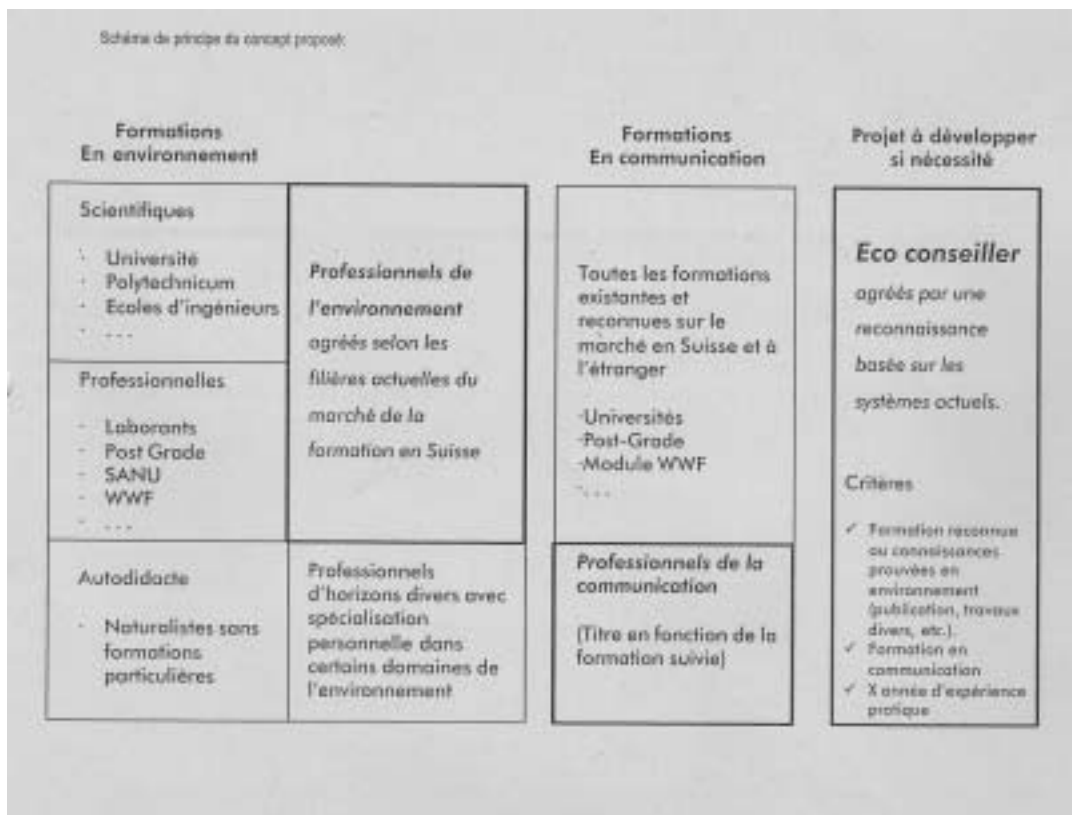 Schéma de principe du concept proposé:
Formations
En environnement
Scientifiques
- Université
- Polytechnicum
- Ecoles d'ingénieurs
- ...
Professionnelles
- Laborants
- Post Grade
- SANU
- WWF
- ...
Autodidacte
- Naturalistes sans
formations
particulières
Professionnels de
l'environnement
agréés selon les
filières actuelles du
marché de la
formation en Suisse
Professionnels
d'horizons divers avec
spécialisation
personnelle dans
certains domaines de
l'environnement
Formations
En communication
Toutes les formations
existantes et
reconnues sur le
marché en Suisse et à
l'étranger
-Universités
-Post-Grade
-Module WWF
-...
Professionnels de la
communication
(Titre en fonction de la
formation suivie)
Projet à développer
si nécessité
Eco conseiller
agréés par une
reconnaissance
basée sur les
systèmes actuels.
Critères
✓ Formation reconnue
ou connaissances
prouvées en
environnement
(publication, travaux
divers, etc.).
✓ Formation en
communication
✓ X année d'expérience
pratique